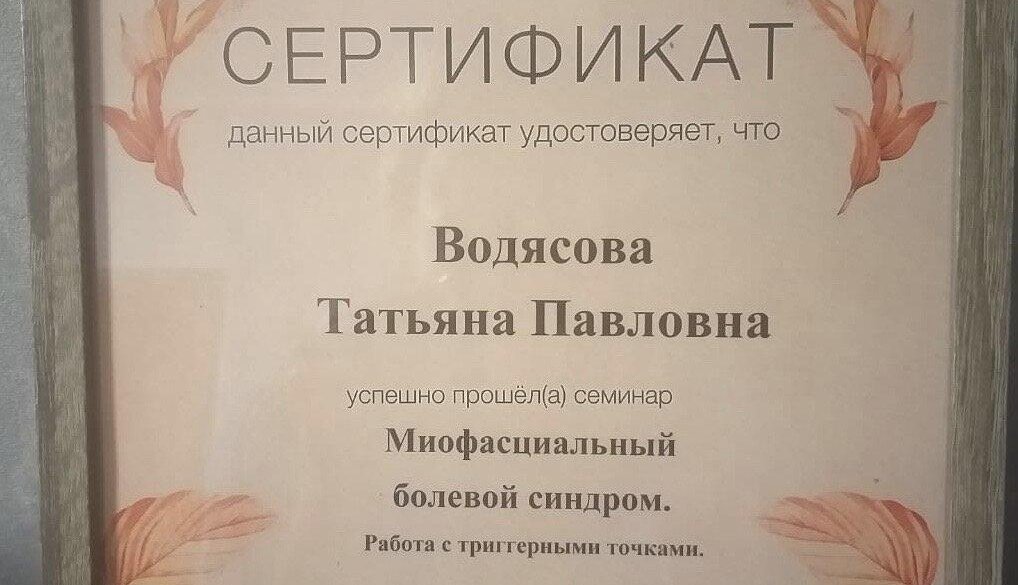 СЕРТИФИКАТ
данный сертификат удостоверяет, что
Водясова
Татьяна Павловна
успешно прошёл(а) семинар
Миофасциальный
болевой синдром.
Работа с триггерными точками.